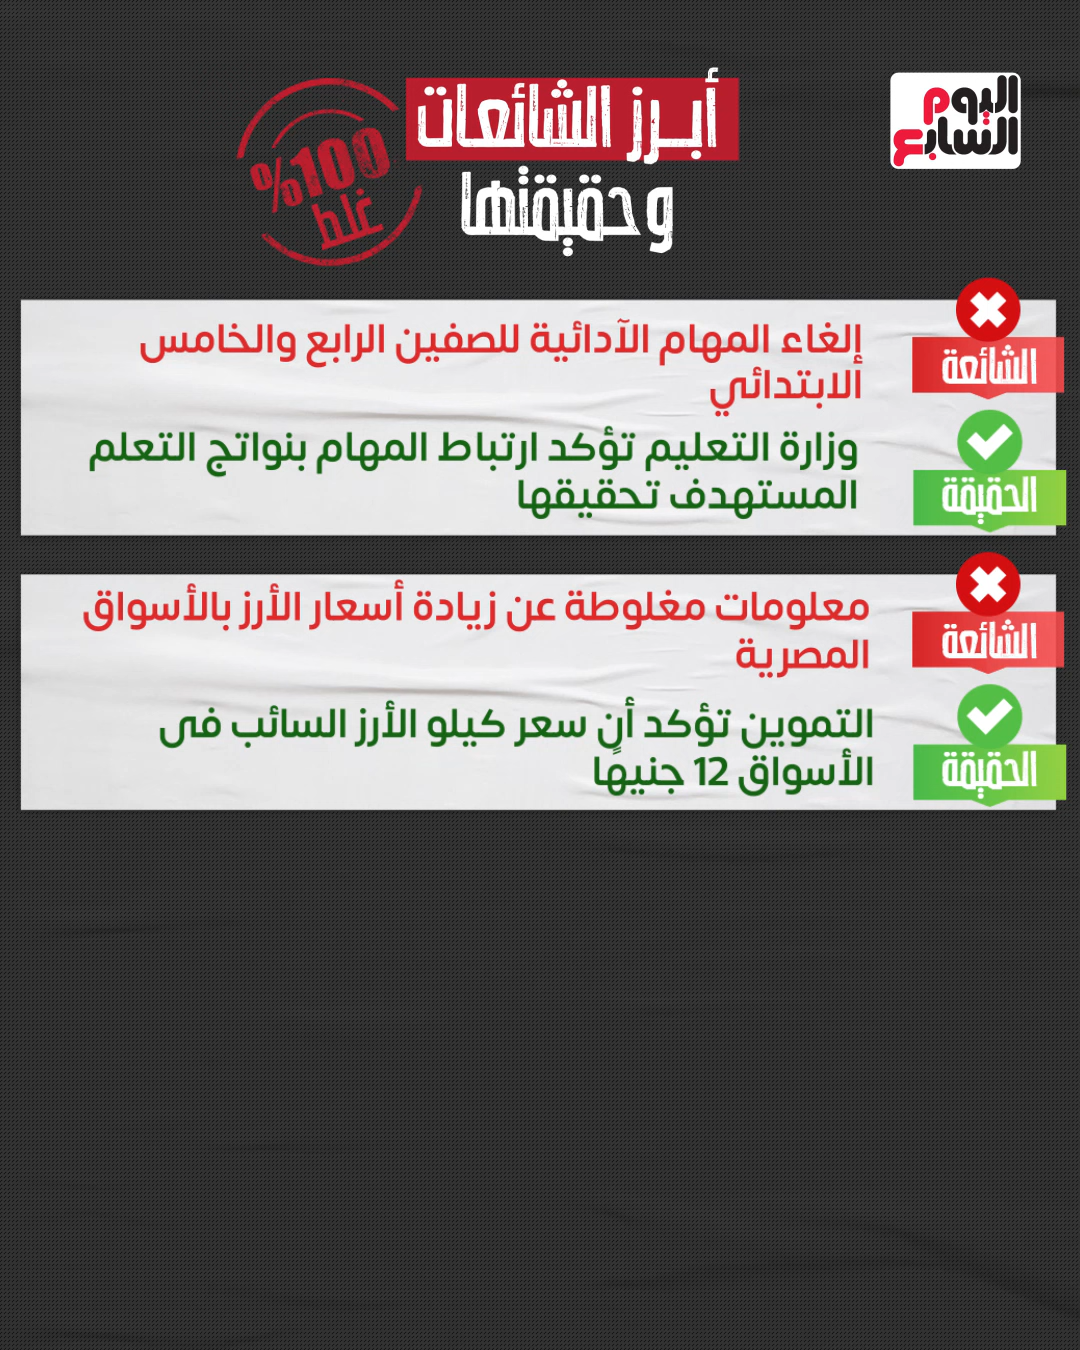 اليوم
السابع
أبرز الشائعات
وحقيقتها
100%
غلط
الشائعة
إلغاء المهام الآدائية للصفين الرابع والخامس
الابتدائي
الحقيقة
وزارة التعليم تؤكد ارتباط المهام بنواتج التعلم
المستهدف تحقيقها
الشائعة
معلومات مغلوطة عن زيادة أسعار الأرز بالأسواق
المصرية
الحقيقة
التموين تؤكد أن سعر كيلو الأرز السائب فى
الأسواق 12 جنيهًا